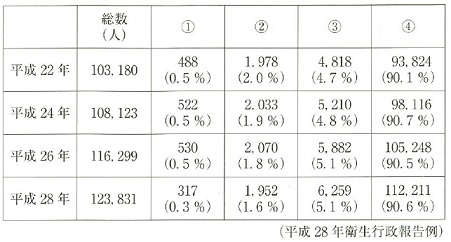 総数（人） ① ② ③ ④
平成22年 103,180 488（0.5％） 1,978（2.0％） 4,818（4.7％） 93,824（90.1％）
平成24年 108,123 522（0.5％） 2,033（1.9％） 5,210（4.8％） 98,116（90.7％）
平成26年 116,299 530（0.5％） 2,070（1.8％） 5,882（5.1％） 105,248（90.5％）
平成28年 123,831 317（0.3％） 1,952（1.6％） 6,259（5.1％） 112,211（90.6％）
（平成28年衛生行政報告例）